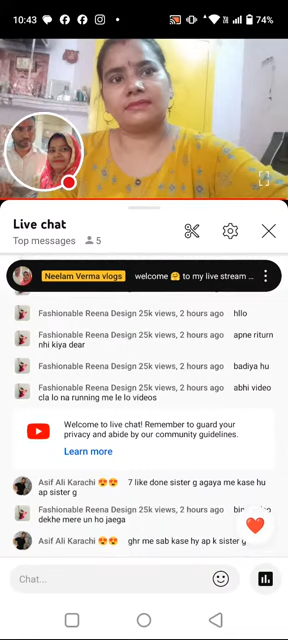 10:43
74%
Live chat
Top messages 5
Neelam Verma vlogs welcome 🤗 to my live stream ...
Fashionable Reena Design 25k views, 2 hours ago hllo
Fashionable Reena Design 25k views, 2 hours ago apne riturn
nhi kiya dear
Fashionable Reena Design 25k views, 2 hours ago badiya hu
Fashionable Reena Design 25k views, 2 hours ago abhi video
cla lo na running me le lo videos
Welcome to live chat! Remember to guard your
privacy and abide by our community guidelines.
Learn more
Asif Ali Karachi 😍😍 7 like done sister g agaya me kase hu
ap sister g
Fashionable Reena Design 25k views, 2 hours ago
dekhe mere un ho jaega
Asif Ali Karachi 😍😍 ghr me sab kase hy ap k sister g
Chat...